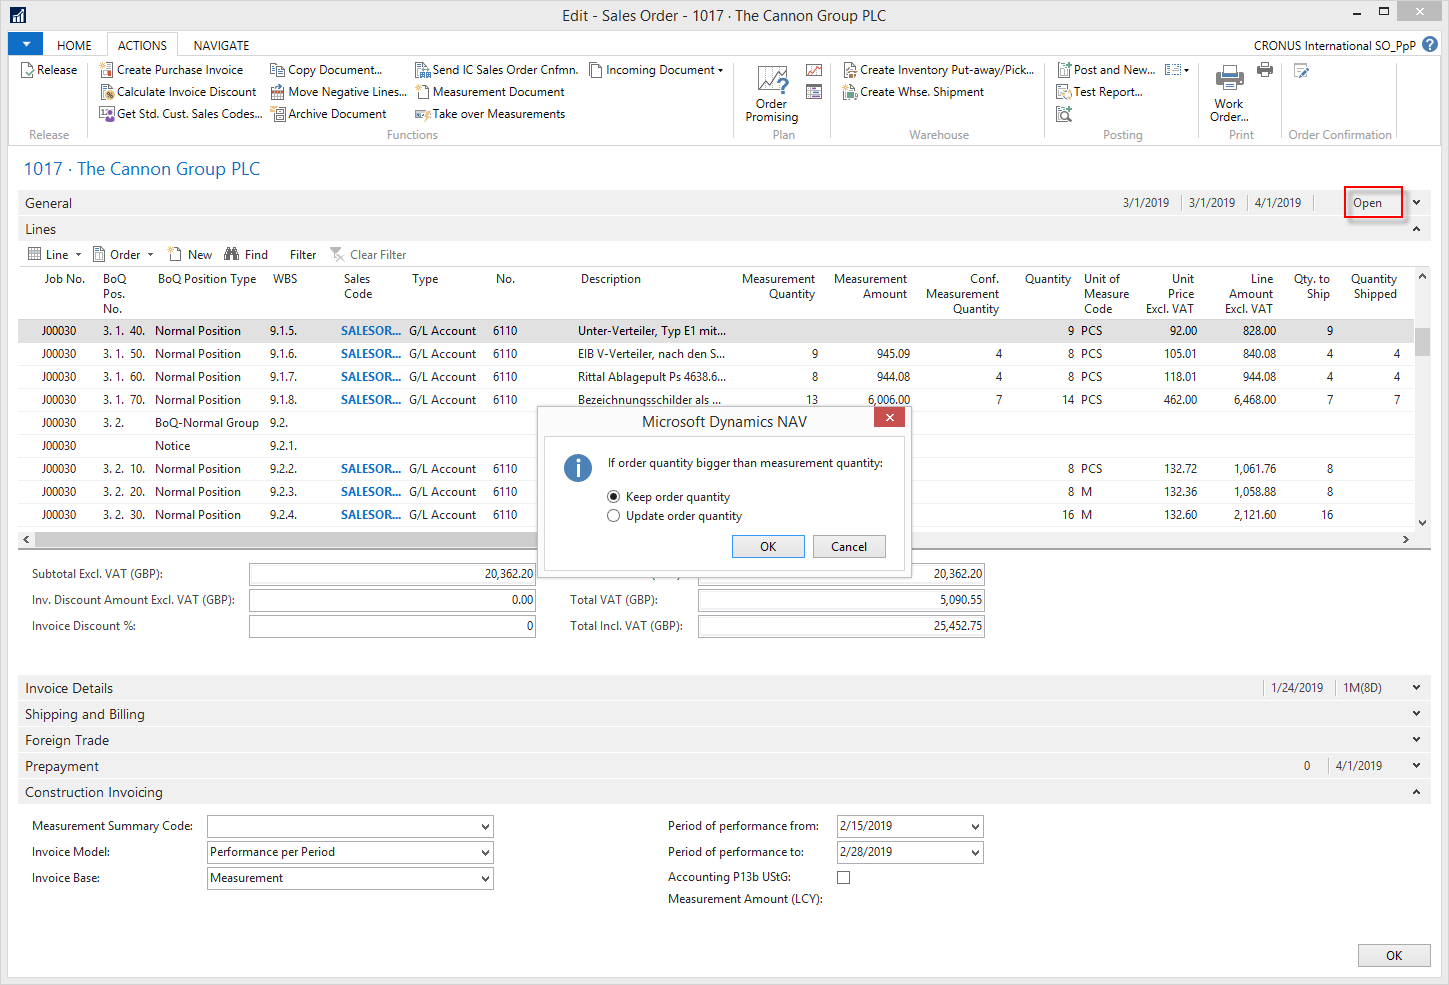 Edit - Sales Order - 1017 · The Cannon Group PLC
HOME ACTIONS NAVIGATE CRONUS International SO_PpP ?
Release Create Purchase Invoice Copy Document... Send IC Sales Order Cnfmn. Incoming Document Create Inventory Put-away/Pick... Post and New...
Calculate Invoice Discount Move Negative Lines... Measurement Document Create Whse. Shipment Test Report...
Order Promising
Work Order...
Get Std. Cust. Sales Codes... Archive Document Take over Measurements
Release Functions Plan Warehouse Posting Print Order Confirmation
1017 · The Cannon Group PLC
General 3/1/2019 3/1/2019 4/1/2019 Open
Lines
Line Order New Find Filter Clear Filter
Job No. BoQ Pos. No. BoQ Position Type WBS Sales Code Type No. Description Measurement Quantity Measurement Amount Conf. Measurement Quantity Quantity Unit of Measure Code Unit Price Excl. VAT Line Amount Excl. VAT Qty. to Ship Quantity Shipped
J00030 3. 1. 40. Normal Position 9.1.5. SALESOR... G/L Account 6110 Unter-Verteiler, Typ E1 mit... 9 PCS 92.00 828.00 9
J00030 3. 1. 50. Normal Position 9.1.6. SALESOR... G/L Account 6110 EIB V-Verteiler, nach den S... 9 945.09 4 8 PCS 105.01 840.08 4 4
J00030 3. 1. 60. Normal Position 9.1.7. SALESOR... G/L Account 6110 Rittal Ablagepult Ps 4638.6... 8 944.08 4 8 PCS 118.01 944.08 4 4
J00030 3. 1. 70. Normal Position 9.1.8. SALESOR... G/L Account 6110 Bezeichnungsschilder als ... 13 6,006.00 7 14 PCS 462.00 6,468.00 7 7
J00030 3. 2. BoQ-Normal Group 9.2.
J00030 Notice 9.2.1.
J00030 3. 2. 10. Normal Position 9.2.2. SALESOR... G/L Account 6110 8 PCS 132.72 1,061.76 8
J00030 3. 2. 20. Normal Position 9.2.3. SALESOR... G/L Account 6110 8 M 132.36 1,058.88 8
J00030 3. 2. 30. Normal Position 9.2.4. SALESOR... G/L Account 6110 16 M 132.60 2,121.60 16
Microsoft Dynamics NAV
If order quantity bigger than measurement quantity:
Keep order quantity
Update order quantity
OK Cancel
Subtotal Excl. VAT (GBP): 20,362.20 20,362.20
Inv. Discount Amount Excl. VAT (GBP): 0.00 Total VAT (GBP): 5,090.55
Invoice Discount %: 0 Total Incl. VAT (GBP): 25,452.75
Invoice Details 1/24/2019 1M(8D)
Shipping and Billing
Foreign Trade
Prepayment 0 4/1/2019
Construction Invoicing
Measurement Summary Code: Period of performance from: 2/15/2019
Invoice Model: Performance per Period Period of performance to: 2/28/2019
Invoice Base: Measurement Accounting P13b UStG:
Measurement Amount (LCY):
OK